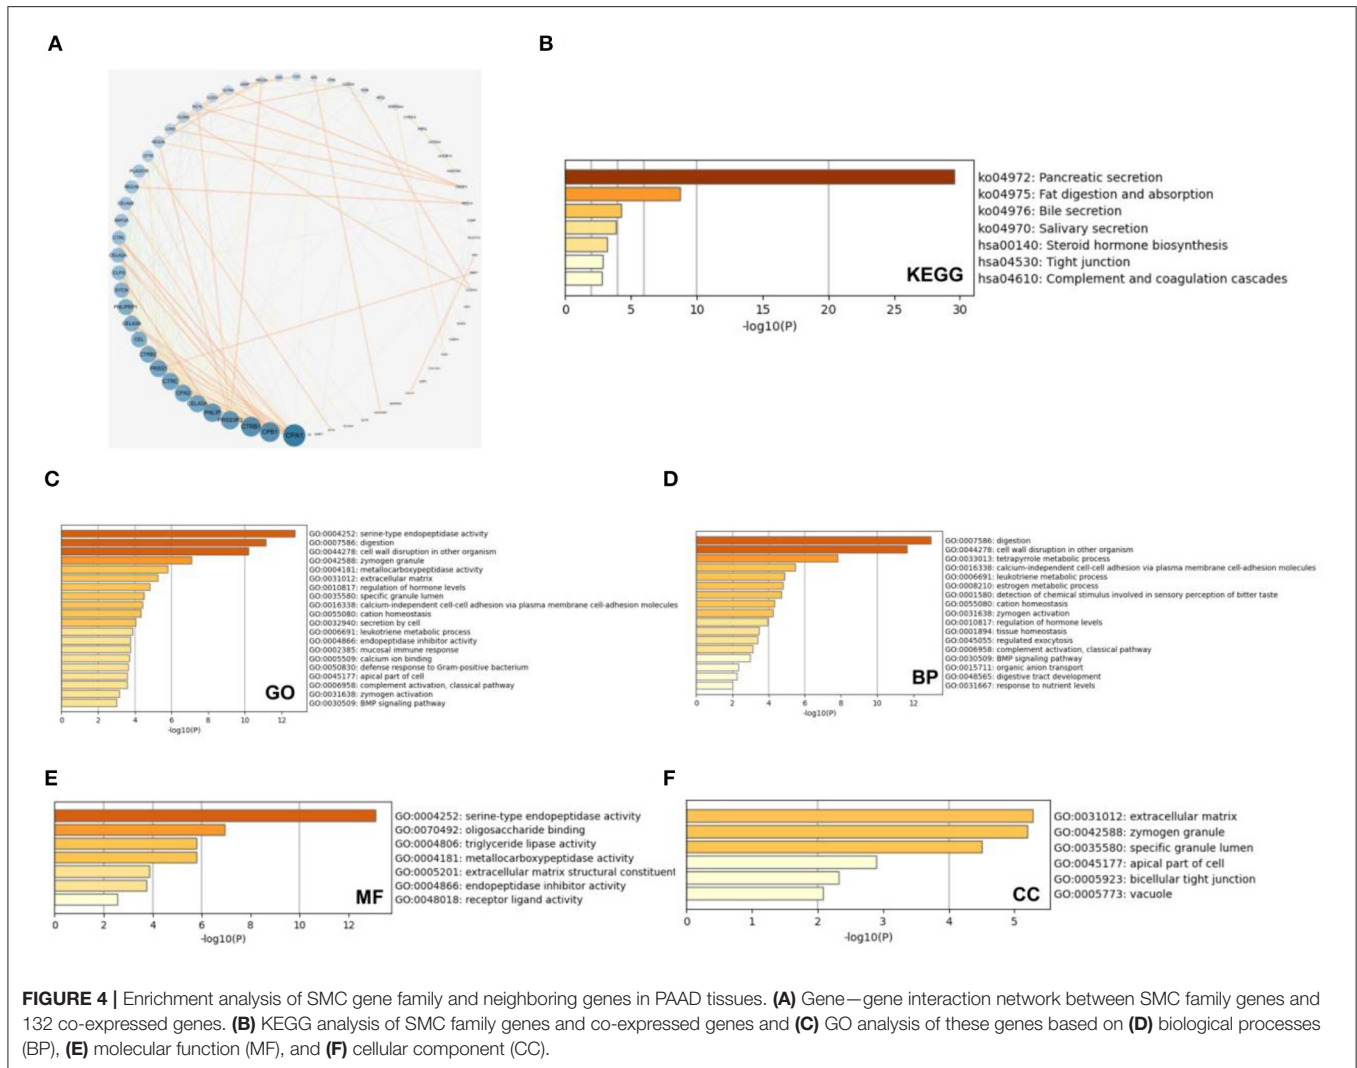 A
CTRL
CELA2A
CLPS
SYCN
PNLIPRP1
CELA2B
CEL
CTRB2
PRSS1
CTRC
CPA2
CELA3A
PNLIP
CTRB1
CPB1
CPA1
B
ko04972: Pancreatic secretion
ko04975: Fat digestion and absorption
ko04976: Bile secretion
ko04970: Salivary secretion
hsa00140: Steroid hormone biosynthesis
hsa04530: Tight junction
hsa04610: Complement and coagulation cascades
KEGG
0 5 10 15 20 25 30
-log10(P)
C
GO:0004252: serine-type endopeptidase activity
GO:0007586: digestion
GO:0044278: cell wall disruption in other organism
GO:0042588: zymogen granule
GO:0004181: metallocarboxypeptidase activity
GO:0031012: extracellular matrix
GO:0010817: regulation of hormone levels
GO:0035580: specific granule lumen
GO:0016338: calcium-independent cell-cell adhesion via plasma membrane cell-adhesion molecules
GO:0055080: cation homeostasis
GO:0032940: secretion by cell
GO:0006691: leukotriene metabolic process
GO:0004866: endopeptidase inhibitor activity
GO:0002385: mucosal immune response
GO:0005509: calcium ion binding
GO:0050830: defense response to Gram-positive bacterium
GO:0045177: apical part of cell
GO:0006958: complement activation, classical pathway
GO:0031638: zymogen activation
GO:0030509: BMP signaling pathway
GO
0 2 4 6 8 10 12
-log10(P)
D
GO:0007586: digestion
GO:0044278: cell wall disruption in other organism
GO:0033013: tetrapyrrole metabolic process
GO:0016338: calcium-independent cell-cell adhesion via plasma membrane cell-adhesion molecules
GO:0006691: leukotriene metabolic process
GO:0008210: estrogen metabolic process
GO:0001580: detection of chemical stimulus involved in sensory perception of bitter taste
GO:0055080: cation homeostasis
GO:0031638: zymogen activation
GO:0010817: regulation of hormone levels
GO:0001894: tissue homeostasis
GO:0045055: regulated exocytosis
GO:0006958: complement activation, classical pathway
GO:0030509: BMP signaling pathway
GO:0015711: organic anion transport
GO:0048565: digestive tract development
GO:0031667: response to nutrient levels
BP
0 2 4 6 8 10 12
-log10(P)
E
GO:0004252: serine-type endopeptidase activity
GO:0070492: oligosaccharide binding
GO:0004806: triglyceride lipase activity
GO:0004181: metallocarboxypeptidase activity
GO:0005201: extracellular matrix structural constituent
GO:0004866: endopeptidase inhibitor activity
GO:0048018: receptor ligand activity
MF
0 2 4 6 8 10 12
-log10(P)
F
GO:0031012: extracellular matrix
GO:0042588: zymogen granule
GO:0035580: specific granule lumen
GO:0045177: apical part of cell
GO:0005923: bicellular tight junction
GO:0005773: vacuole
CC
0 1 2 3 4 5
-log10(P)
FIGURE 4 | Enrichment analysis of SMC gene family and neighboring genes in PAAD tissues. (A) Gene—gene interaction network between SMC family genes and
132 co-expressed genes. (B) KEGG analysis of SMC family genes and co-expressed genes and (C) GO analysis of these genes based on (D) biological processes
(BP), (E) molecular function (MF), and (F) cellular component (CC).